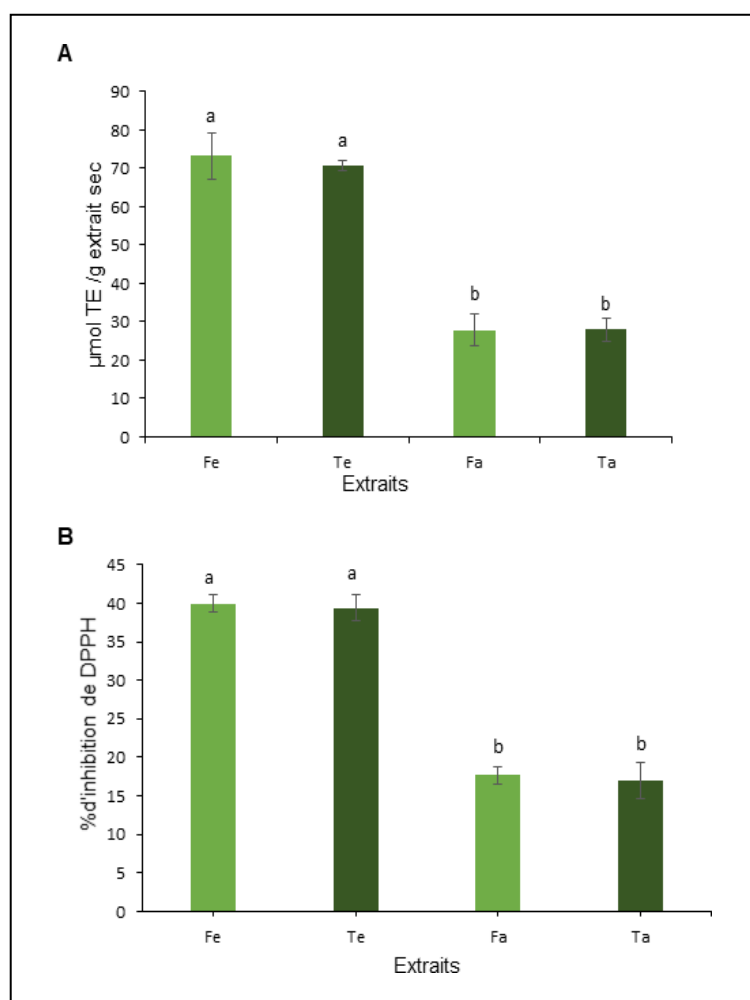 A
90
a
a
80
70
60
50
40
b
b
30
20
10
0
µmol TE /g extrait sec
Fe
Te
Fa
Ta
Extraits
B
45
a
a
40
35
30
25
b
b
20
15
10
5
0
%d'inhibition de DPPH
Fe
Te
Fa
Ta
Extraits